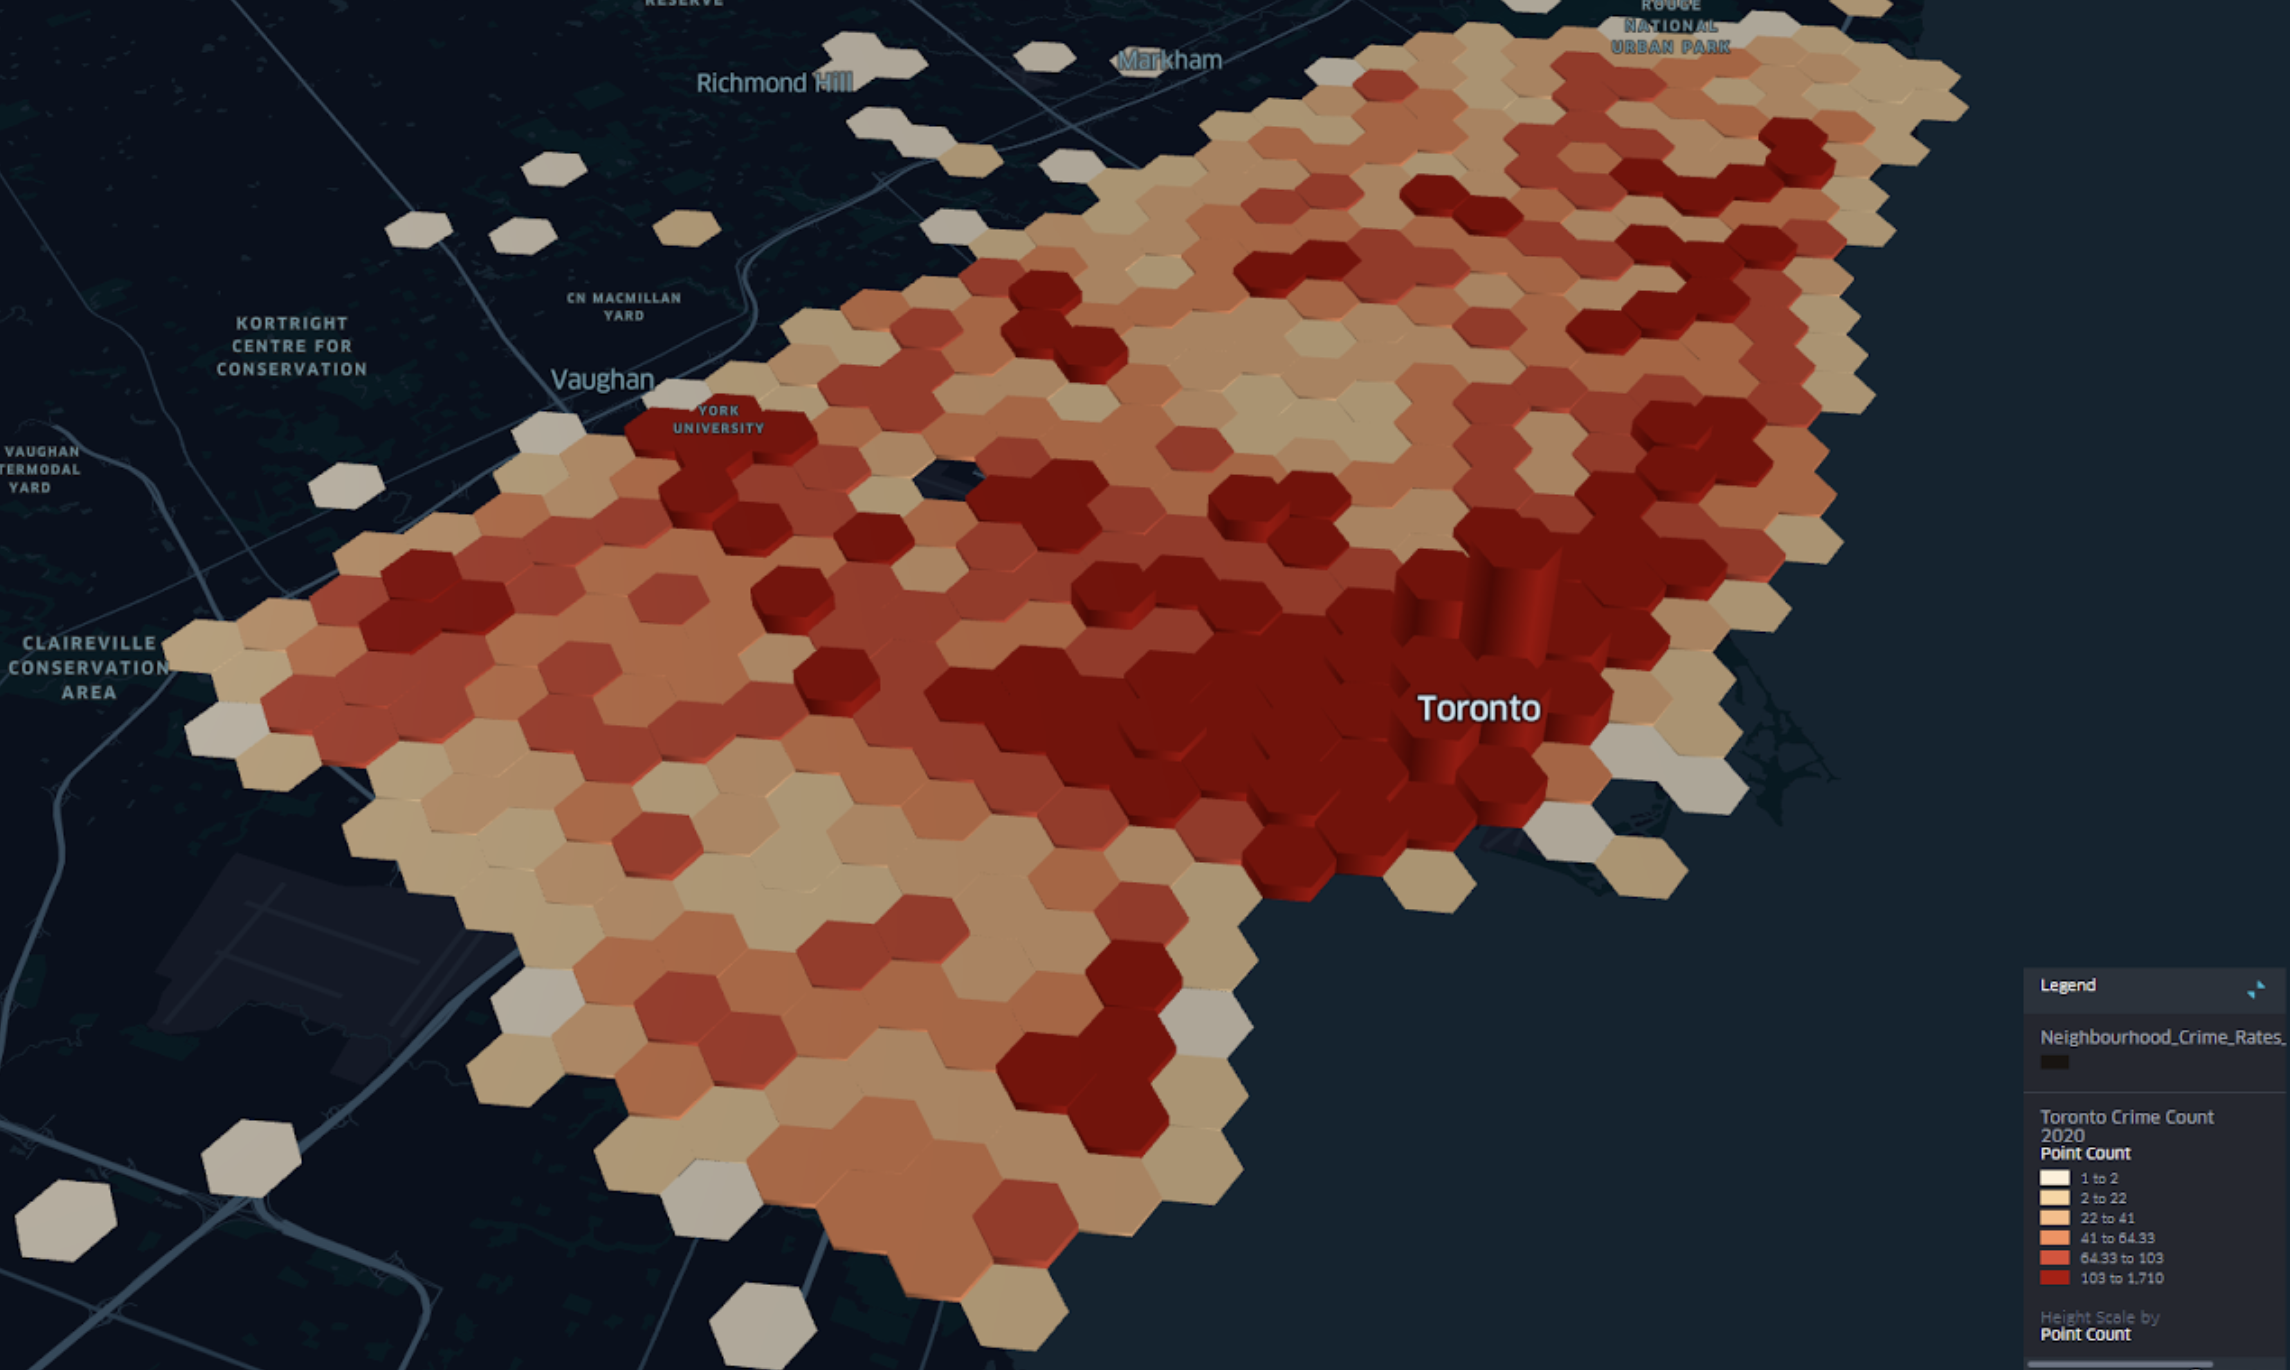 RESERVE
ROUGE
NATIONAL
URBAN PARK
Markham
Richmond Hill
CN MACMILLAN
YARD
KORTRIGHT
CENTRE FOR
CONSERVATION
Vaughan
YORK
UNIVERSITY
VAUGHAN
TERMODAL
YARD
CLAIREVILLE
CONSERVATION
AREA
Toronto
Legend
Neighbourhood_Crime_Rates_
Toronto Crime Count
2020
Point Count
1 to 2
2 to 22
22 to 41
41 to 64.33
64.33 to 103
103 to 1,710
Height Scale by
Point Count